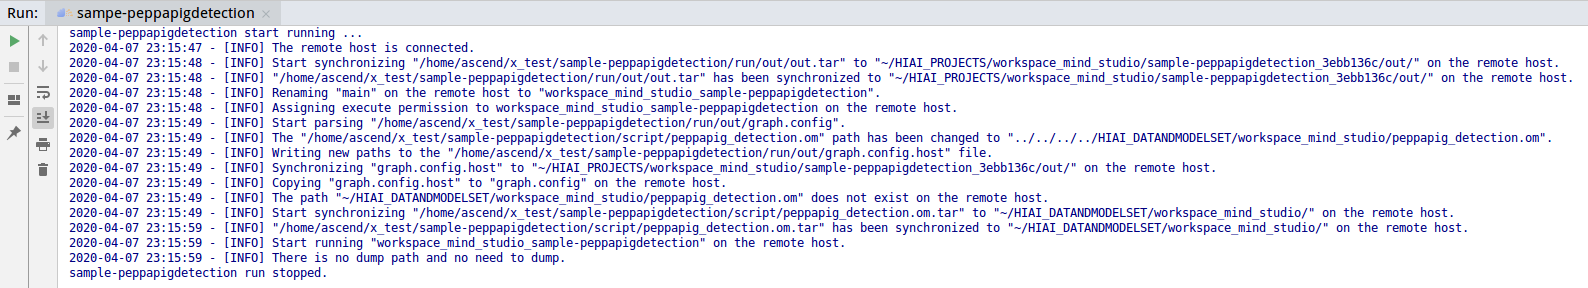 Run: sampe-peppapigdetection
sample-peppapigdetection start running ...
2020-04-07 23:15:47 - [INFO] The remote host is connected.
2020-04-07 23:15:48 - [INFO] Start synchronizing "/home/ascend/x_test/sample-peppapigdetection/run/out/out.tar" to "~/HIAI_PROJECTS/workspace_mind_studio/sample-peppapigdetection_3ebb136c/out/" on the remote host.
2020-04-07 23:15:48 - [INFO] "/home/ascend/x_test/sample-peppapigdetection/run/out/out.tar" has been synchronized to "~/HIAI_PROJECTS/workspace_mind_studio/sample-peppapigdetection_3ebb136c/out/" on the remote host.
2020-04-07 23:15:48 - [INFO] Renaming "main" on the remote host to "workspace_mind_studio_sample-peppapigdetection".
2020-04-07 23:15:48 - [INFO] Assigning execute permission to workspace_mind_studio_sample-peppapigdetection on the remote host.
2020-04-07 23:15:49 - [INFO] Start parsing "/home/ascend/x_test/sample-peppapigdetection/run/out/graph.config".
2020-04-07 23:15:49 - [INFO] The "/home/ascend/x_test/sample-peppapigdetection/script/peppapig_detection.om" path has been changed to "../../../../HIAI_DATANDMODELSET/workspace_mind_studio/peppapig_detection.om".
2020-04-07 23:15:49 - [INFO] Writing new paths to the "/home/ascend/x_test/sample-peppapigdetection/run/out/graph.config.host" file.
2020-04-07 23:15:49 - [INFO] Synchronizing "graph.config.host" to "~/HIAI_PROJECTS/workspace_mind_studio/sample-peppapigdetection_3ebb136c/out/" on the remote host.
2020-04-07 23:15:49 - [INFO] Copying "graph.config.host" to "graph.config" on the remote host.
2020-04-07 23:15:49 - [INFO] The path "~/HIAI_DATANDMODELSET/workspace_mind_studio/peppapig_detection.om" does not exist on the remote host.
2020-04-07 23:15:49 - [INFO] Start synchronizing "/home/ascend/x_test/sample-peppapigdetection/script/peppapig_detection.om.tar" to "~/HIAI_DATANDMODELSET/workspace_mind_studio/" on the remote host.
2020-04-07 23:15:59 - [INFO] "/home/ascend/x_test/sample-peppapigdetection/script/peppapig_detection.om.tar" has been synchronized to "~/HIAI_DATANDMODELSET/workspace_mind_studio/" on the remote host.
2020-04-07 23:15:59 - [INFO] Start running "workspace_mind_studio_sample-peppapigdetection" on the remote host.
2020-04-07 23:15:59 - [INFO] There is no dump path and no need to dump.
sample-peppapigdetection run stopped.